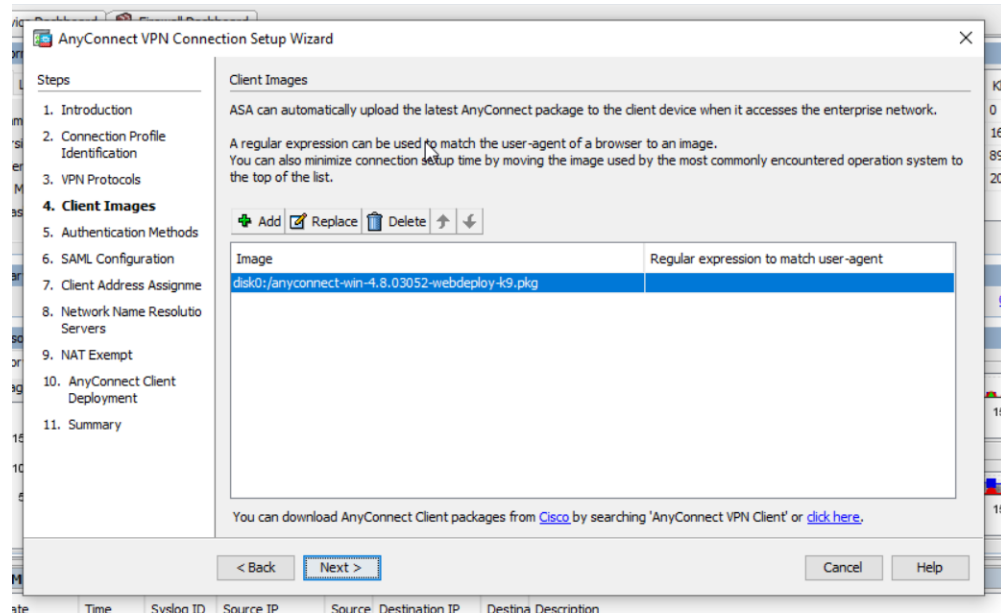 AnyConnect VPN Connection Setup Wizard
Steps
1. Introduction
2. Connection Profile
Identification
3. VPN Protocols
4. Client Images
5. Authentication Methods
6. SAML Configuration
7. Client Address Assignme
8. Network Name Resolutio
Servers
9. NAT Exempt
10. AnyConnect Client
Deployment
11. Summary
Client Images
ASA can automatically upload the latest AnyConnect package to the client device when it accesses the enterprise network.
A regular expression can be used to match the user-agent of a browser to an image.
You can also minimize connection setup time by moving the image used by the most commonly encountered operation system to
the top of the list.
Add Replace Delete
Image Regular expression to match user-agent
disk0:/anyconnect-win-4.8.03052-webdeploy-k9.pkg
You can download AnyConnect Client packages from Cisco by searching 'AnyConnect VPN Client' or click here.
< Back Next > Cancel Help
Time Syslog ID Source IP Source Destination IP Destina Description